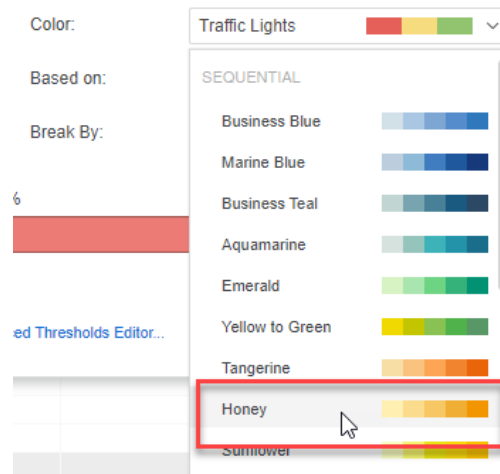 Color:
Traffic Lights
Based on:
SEQUENTIAL
Business Blue
Break By:
Marine Blue
%
Business Teal
Aquamarine
Emerald
Yellow to Green
ed Thresholds Editor...
Tangerine
Honey
Sunflower